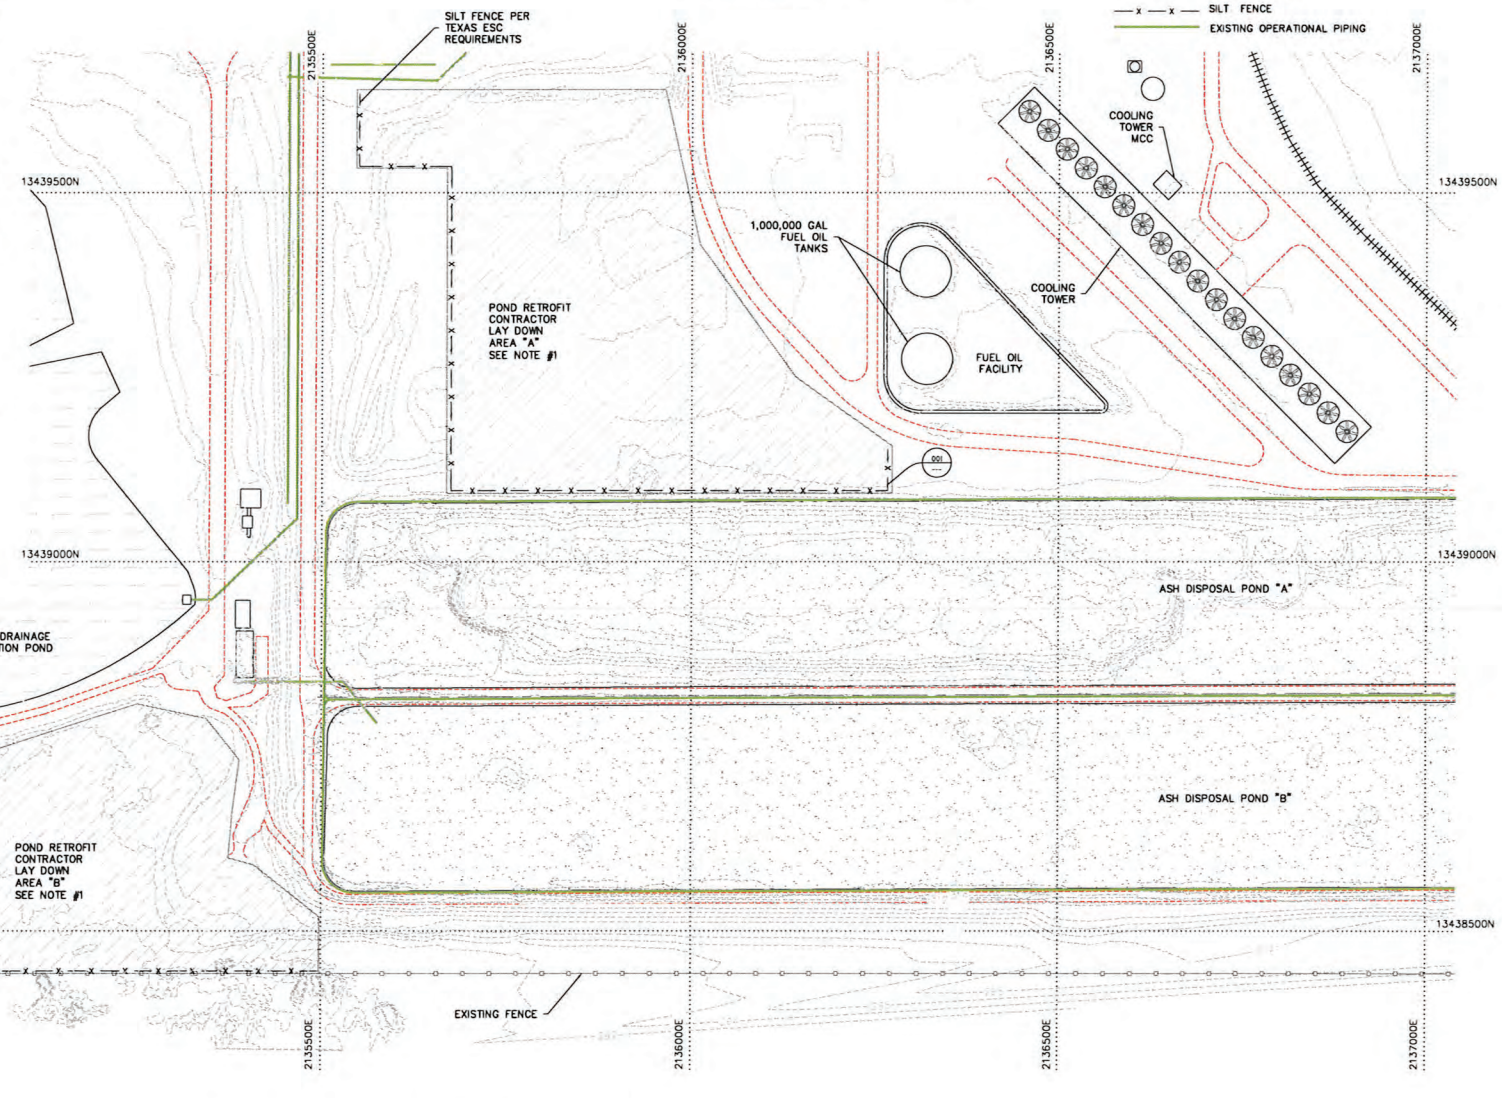 SILT FENCE PER
TEXAS ESC
REQUIREMENTS
2135500E
2136000E
2136500E
2137000E
x x SILT FENCE
EXISTING OPERATIONAL PIPING
COOLING
TOWER
MCC
13439500N
13439500N
1,000,000 GAL
FUEL OIL
TANKS
COOLING
TOWER
POND RETROFIT
CONTRACTOR
LAY DOWN
AREA "A"
SEE NOTE #1
FUEL OIL
FACILITY
001
---
13439000N
13439000N
ASH DISPOSAL POND "A"
DRAINAGE
TION POND
ASH DISPOSAL POND "B"
POND RETROFIT
CONTRACTOR
LAY DOWN
AREA "B"
SEE NOTE #1
13438500N
EXISTING FENCE
2135500E
2136000E
2136500E
2137000E